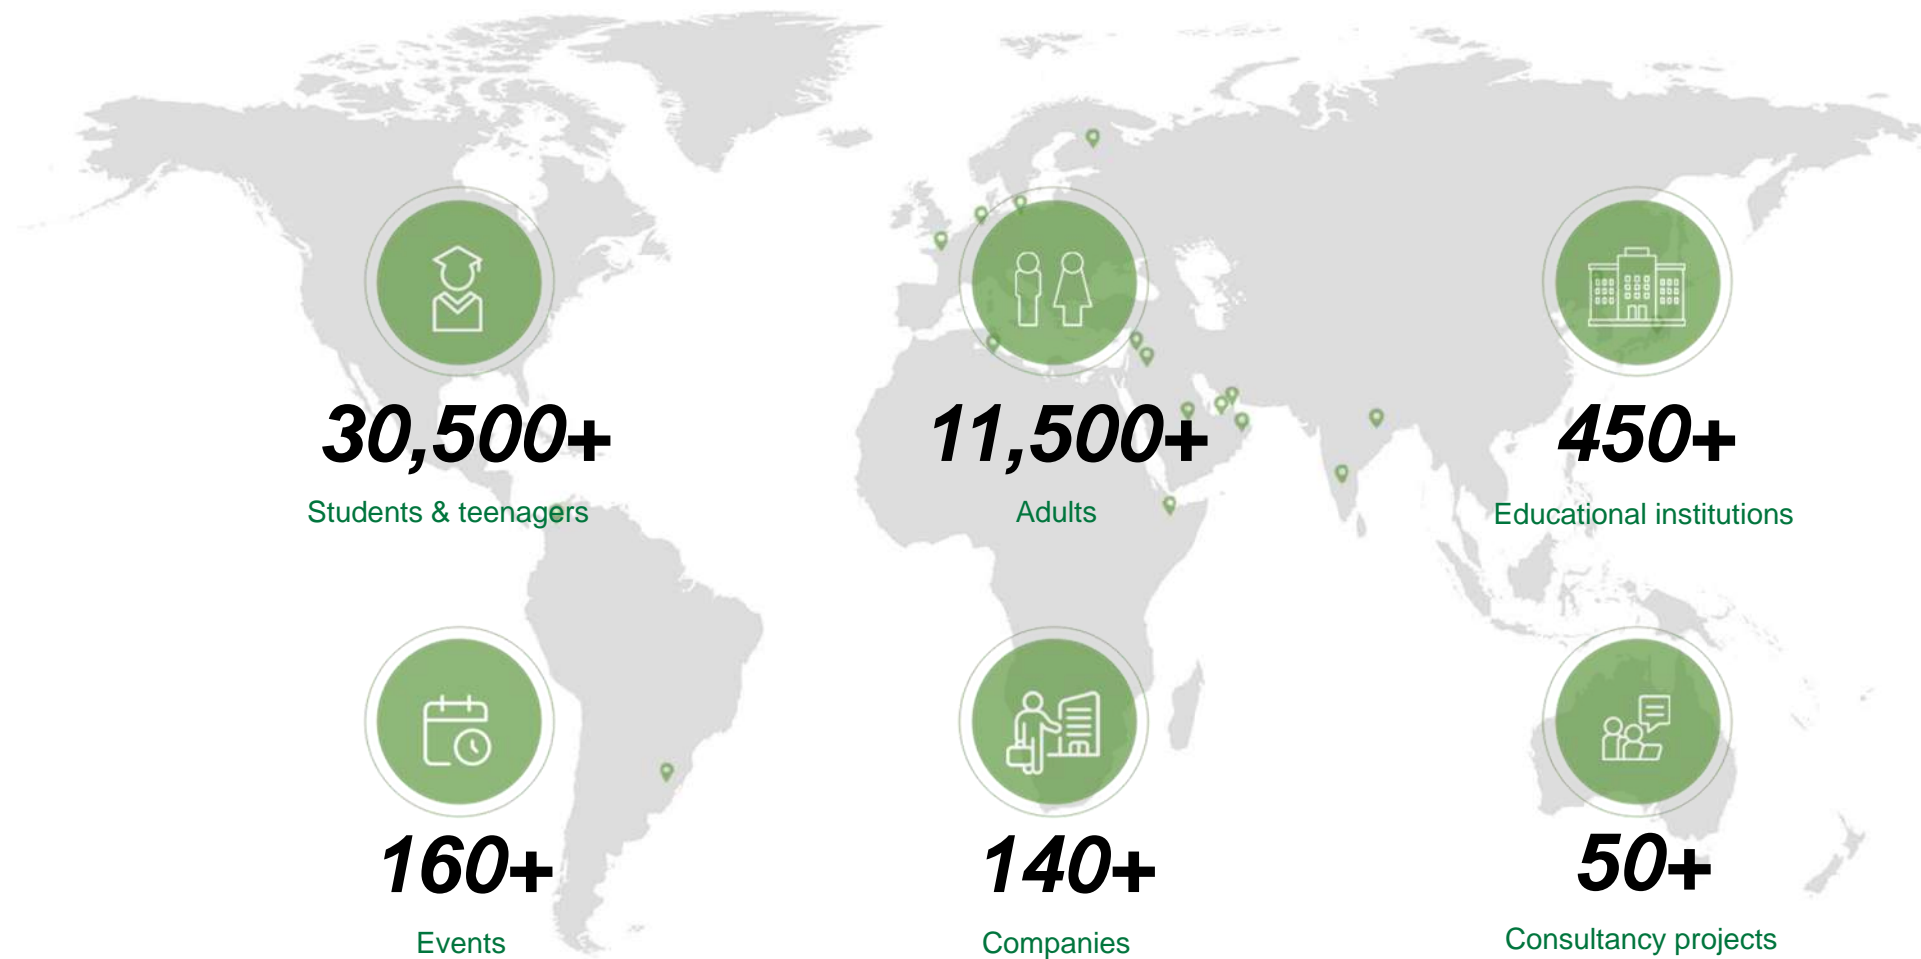 30,500+
Students & teenagers
11,500+
Adults
450+
Educational institutions
160+
Events
140+
Companies
50+
Consultancy projects